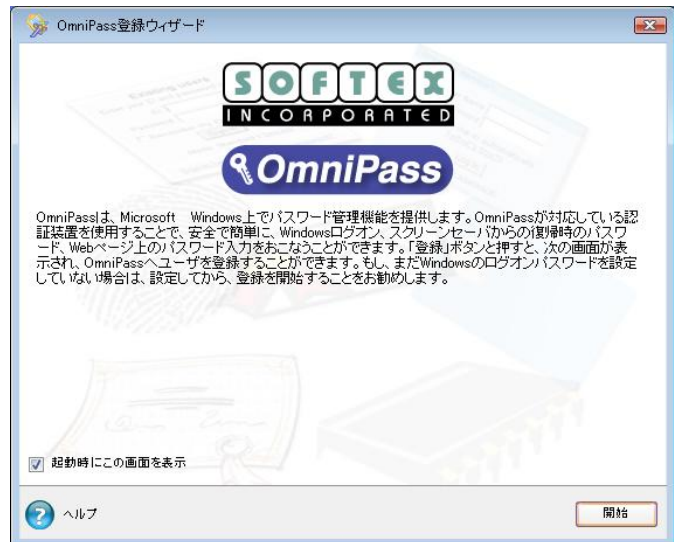 OmniPass登録ウィザード
SOFTEX
INCORPORATED
OmniPass
OmniPassは、Microsoft　Windows上でパスワード管理機能を提供します。OmniPassが対応している認
証装置を使用することで、安全で簡単に、Windowsログオン、スクリーンセーバからの復帰時のパスワ
ード、Webページ上のパスワード入力をおこなうことができます。「登録」ボタンと押すと、次の画面が表
示され、OmniPassへユーザを登録することができます。もし、まだWindowsのログオンパスワードを設定
していない場合は、設定してから、登録を開始することをお勧めします。
起動時にこの画面を表示
ヘルプ
開始